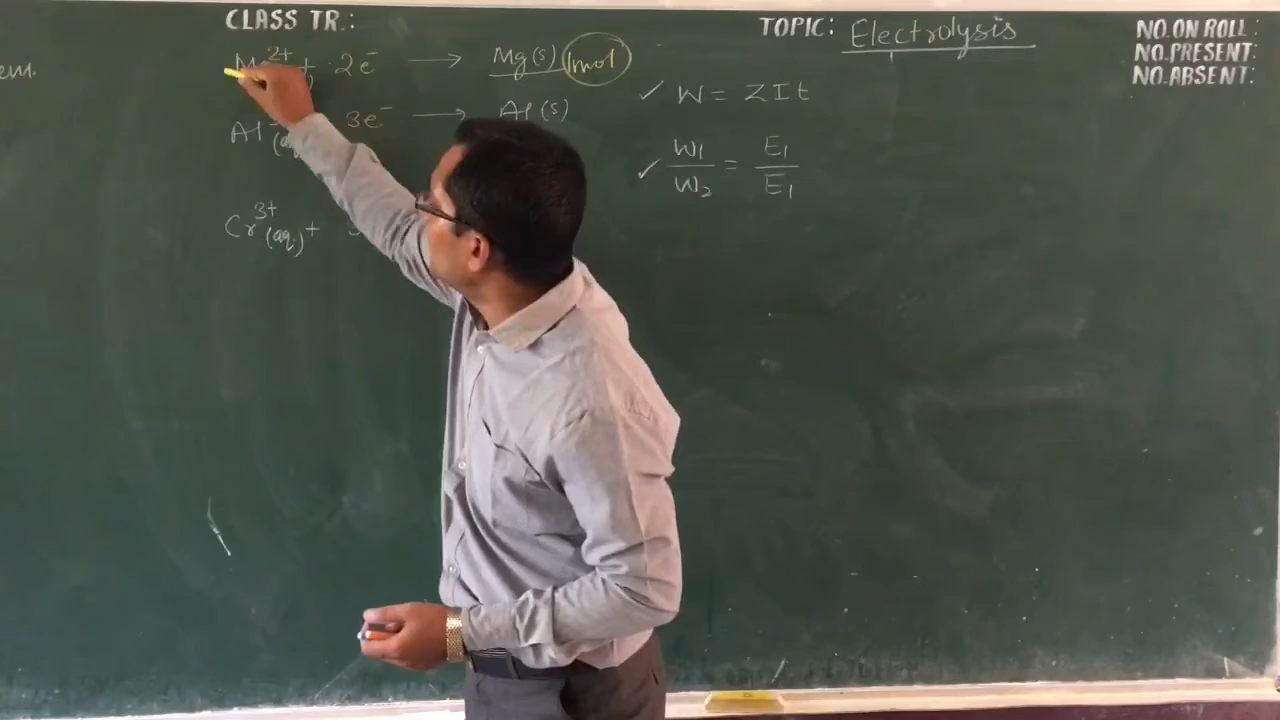 CLASS TR.:
TOPIC: Electrolysis
NO. ON ROLL:
NO. PRESENT:
NO. ABSENT:
2+ + 2e⁻ → Mg(s) 1mol
Al 3e⁻ → Al(s)
Cr³⁺(aq.) +
✓ W = ZIt
✓ W₁/W₂ = E₁/E₁